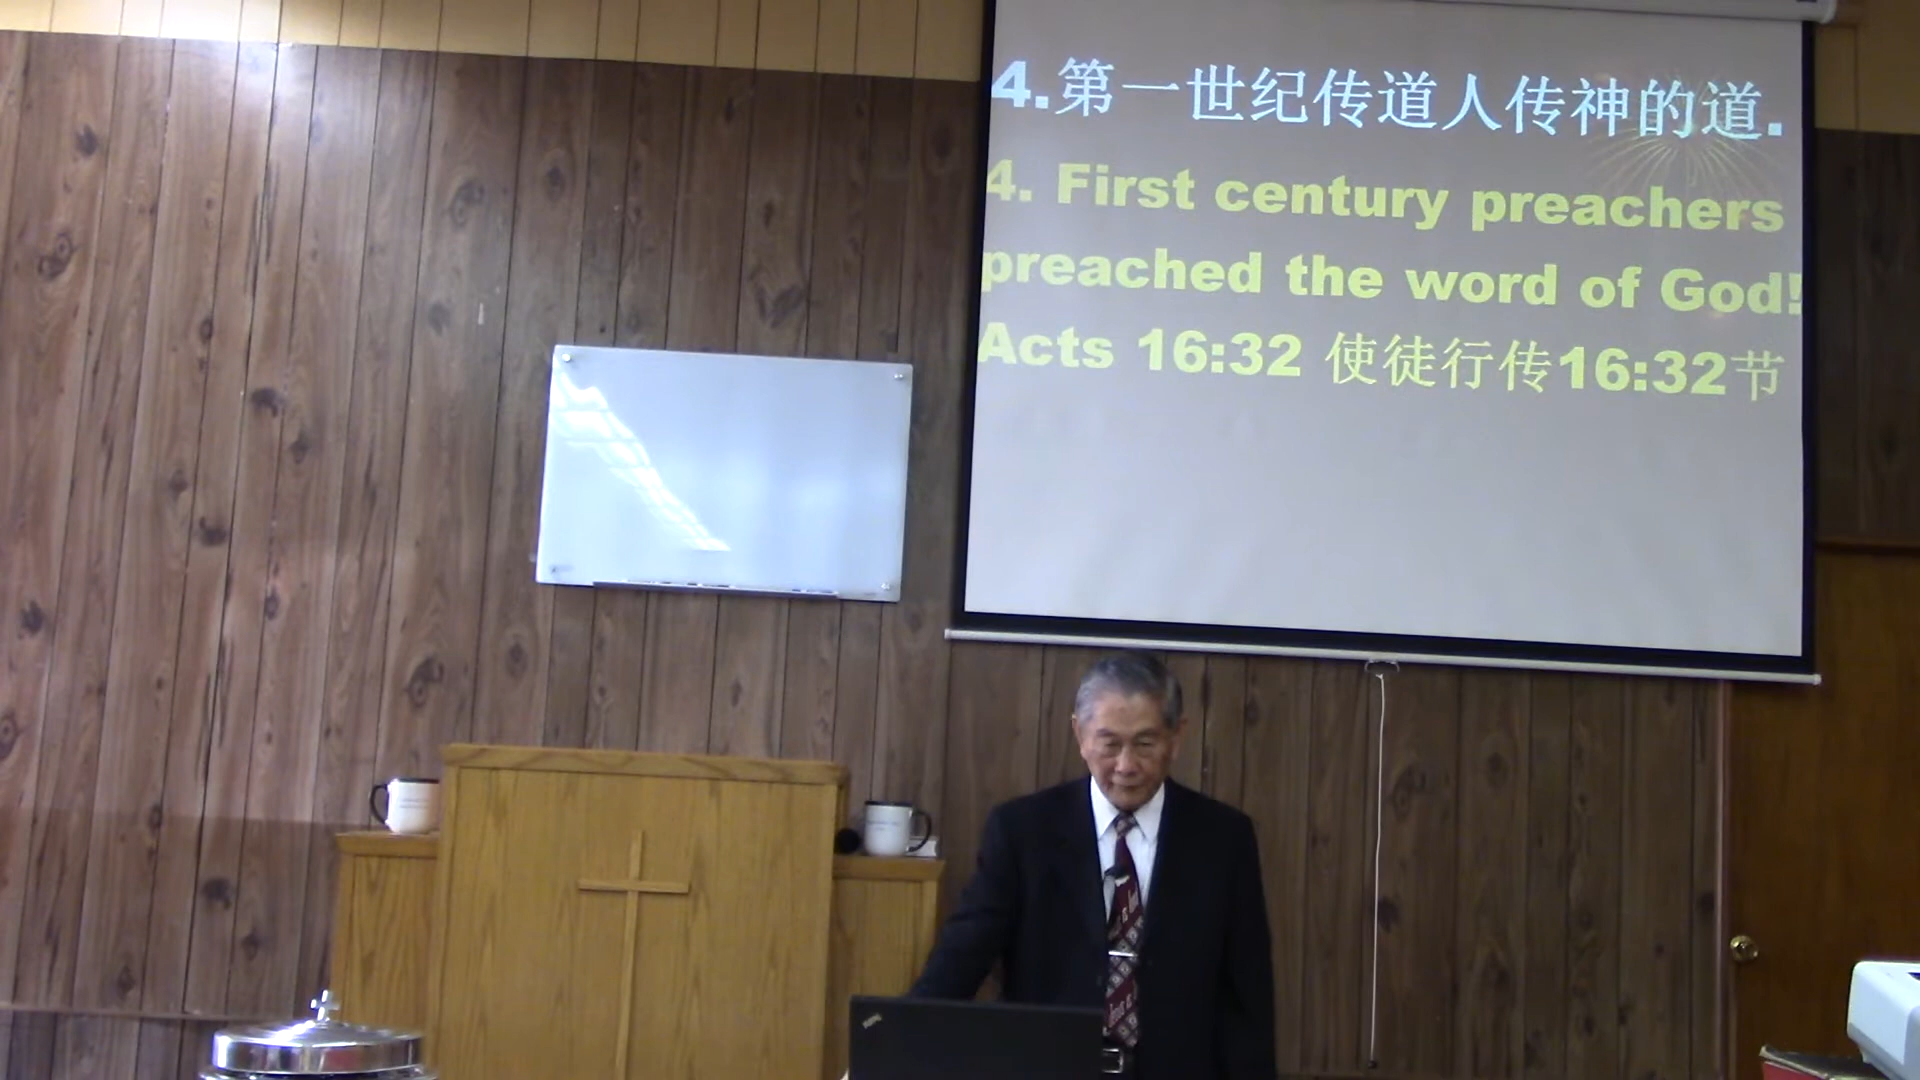 4.第一世纪传道人传神的道.
4. First century preachers
preached the word of God!
Acts 16:32 使徒行传16:32节